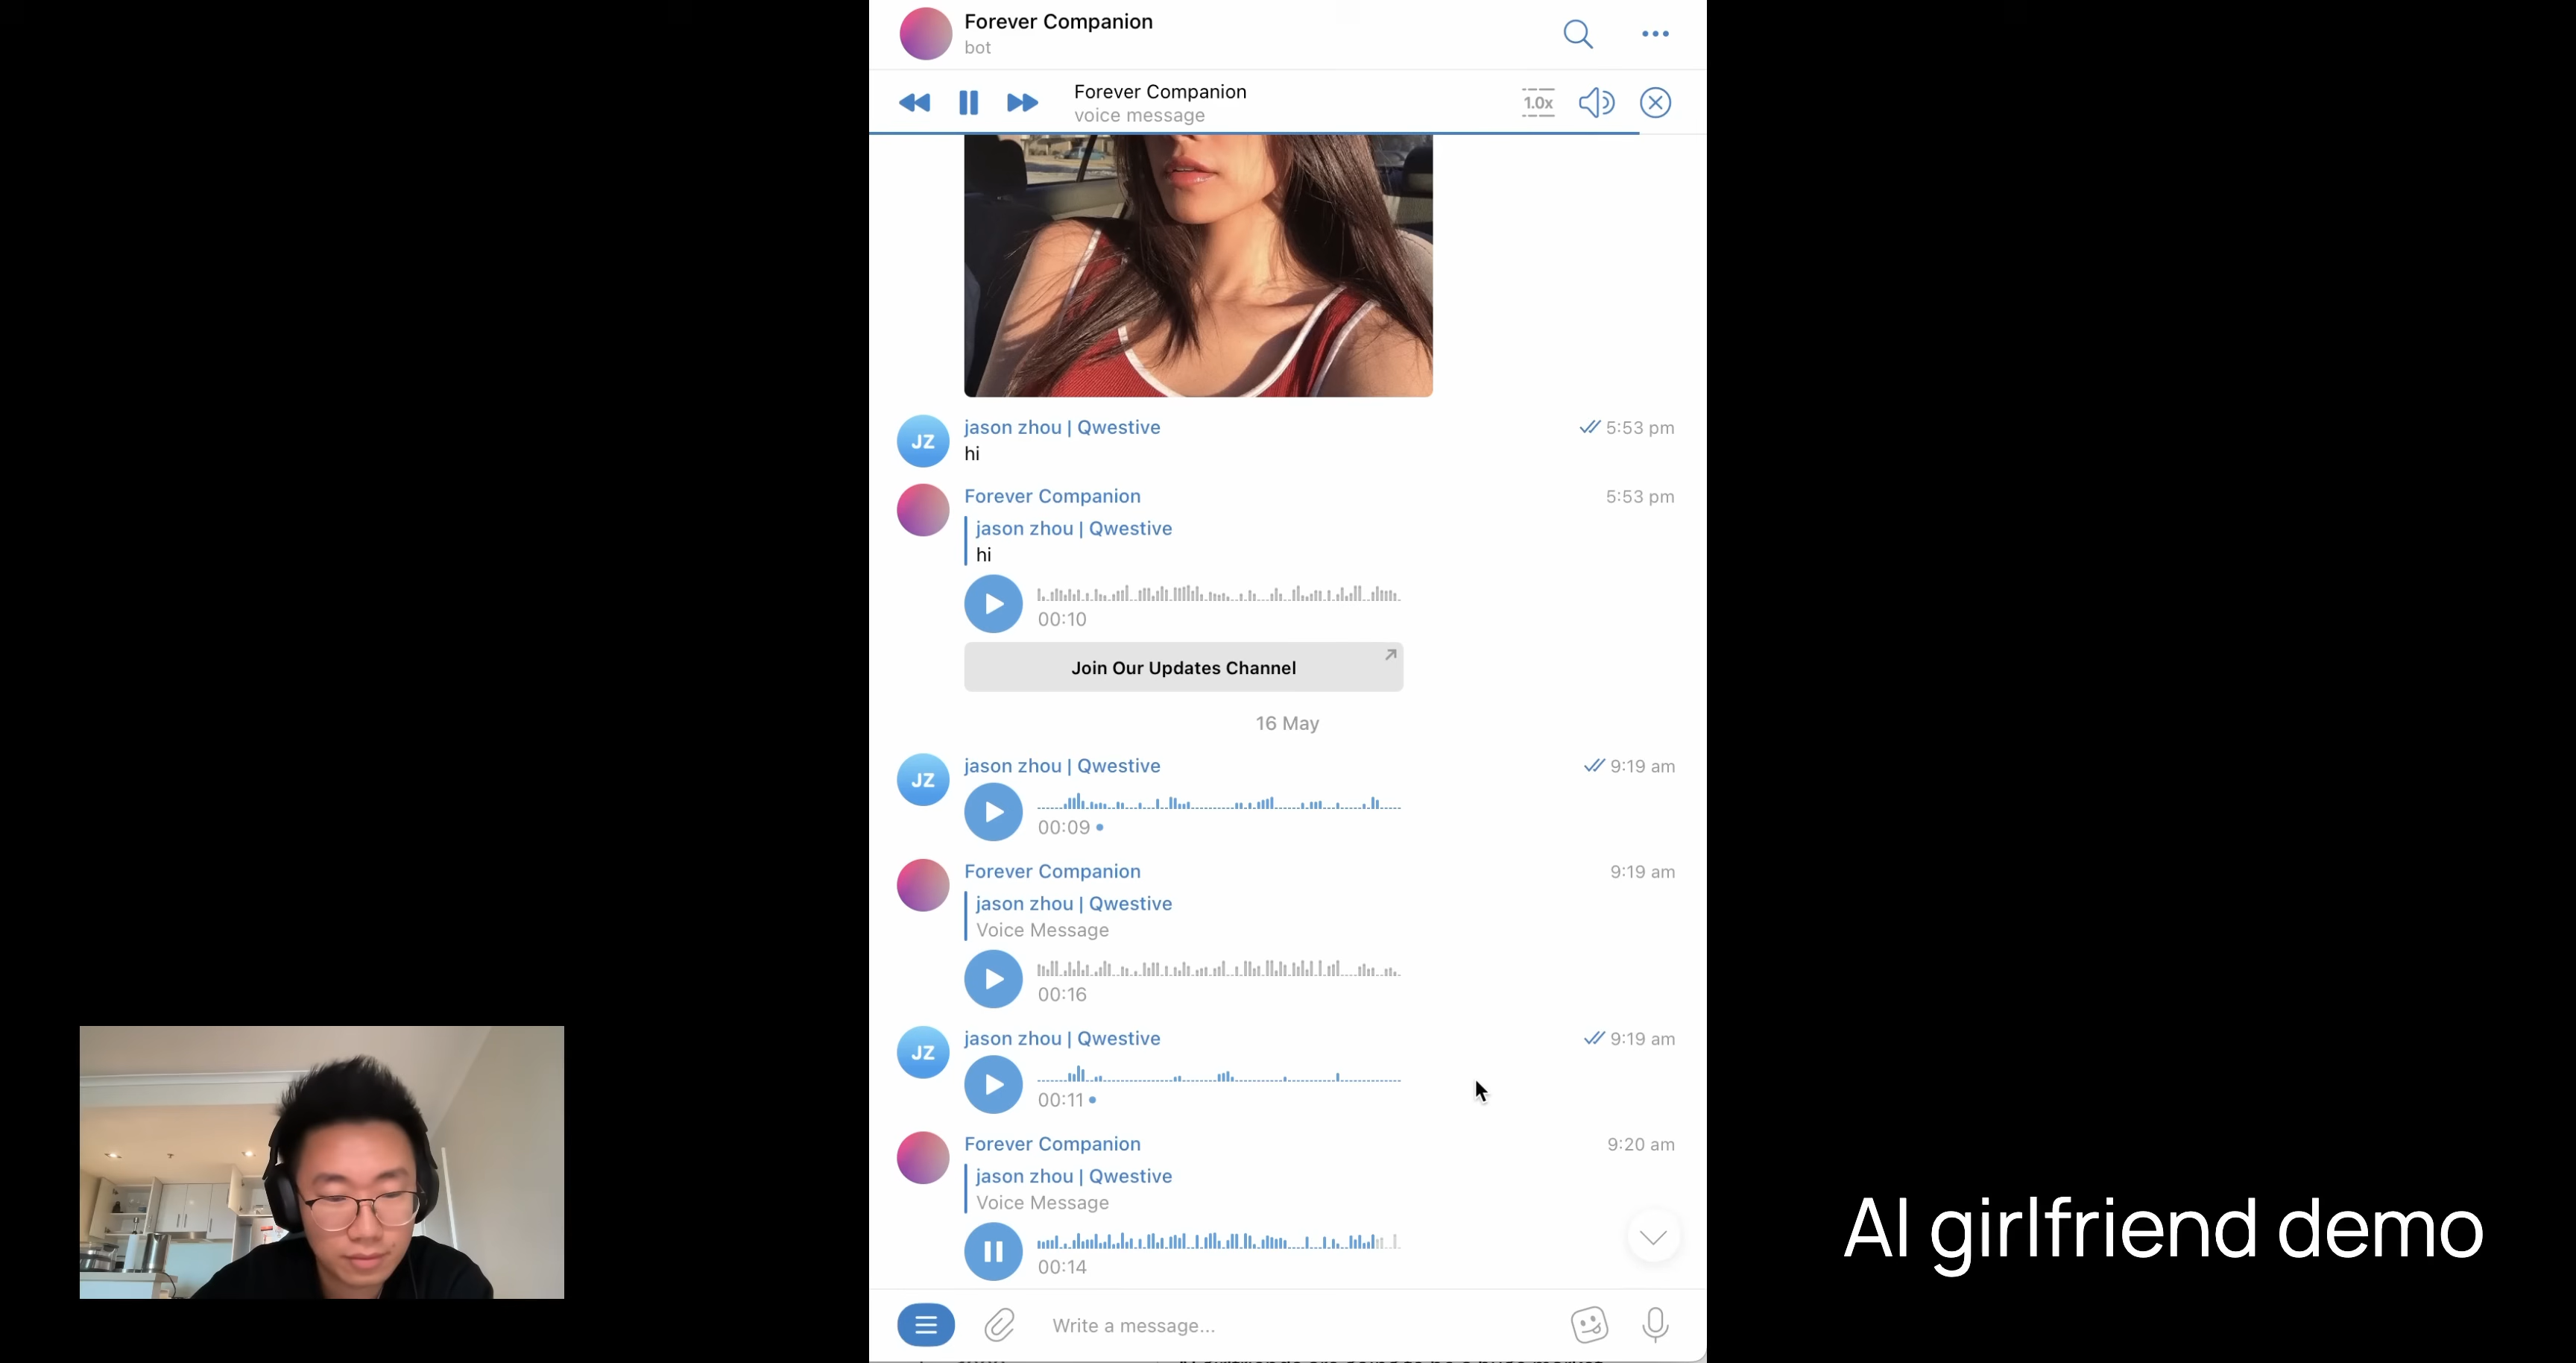 Forever Companion
bot
Forever Companion
voice message
1.0x
jason zhou | Qwestive
5:53 pm
JZ
hi
Forever Companion
5:53 pm
jason zhou | Qwestive
hi
00:10
Join Our Updates Channel
16 May
jason zhou | Qwestive
9:19 am
JZ
00:09
Forever Companion
9:19 am
jason zhou | Qwestive
Voice Message
00:16
jason zhou | Qwestive
9:19 am
JZ
00:11
Forever Companion
9:20 am
jason zhou | Qwestive
Voice Message
00:14
Write a message...
AI girlfriend demo